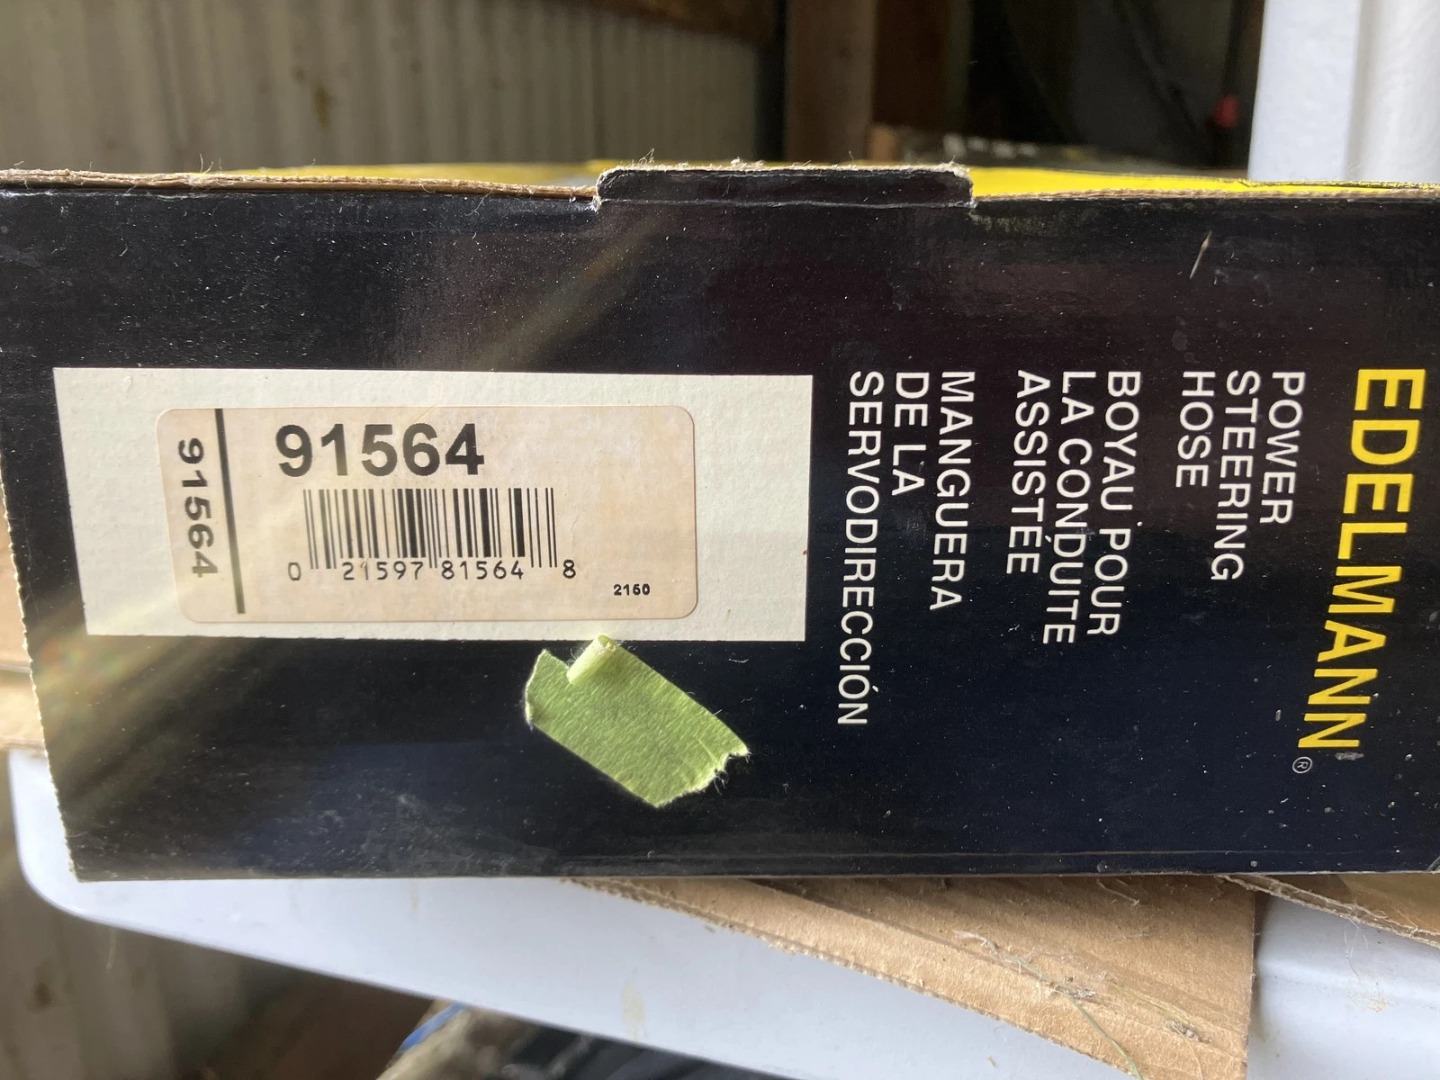 91564
91564
0 21597 81564 8
2150
EDELMANN®
POWER
STEERING
HOSE
BOYAU POUR
LA CONDUITE
ASSISTÉE
MANGUERA
DE LA
SERVODIRECCIÓN